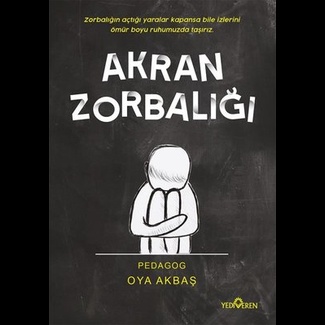 Zorbalığın açtığı yaralar kapansa bile izlerini
ömür boyu ruhumuzda taşırız.
AKRAN
ZORBALIĞI
PEDAGOG
OYA AKBAŞ
YEDİVEREN